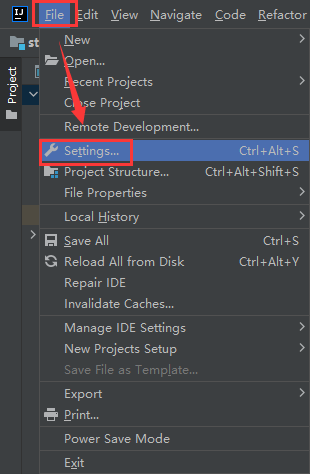 IJ File Edit View Navigate Code Refactor
st
Project
New
Open...
Recent Projects
Close Project
Remote Development...
Settings... Ctrl+Alt+S
Project Structure... Ctrl+Alt+Shift+S
File Properties
Local History
Save All Ctrl+S
Reload All from Disk Ctrl+Alt+Y
Repair IDE
Invalidate Caches...
Manage IDE Settings
New Projects Setup
Save File as Template...
Export
Print...
Power Save Mode
Exit